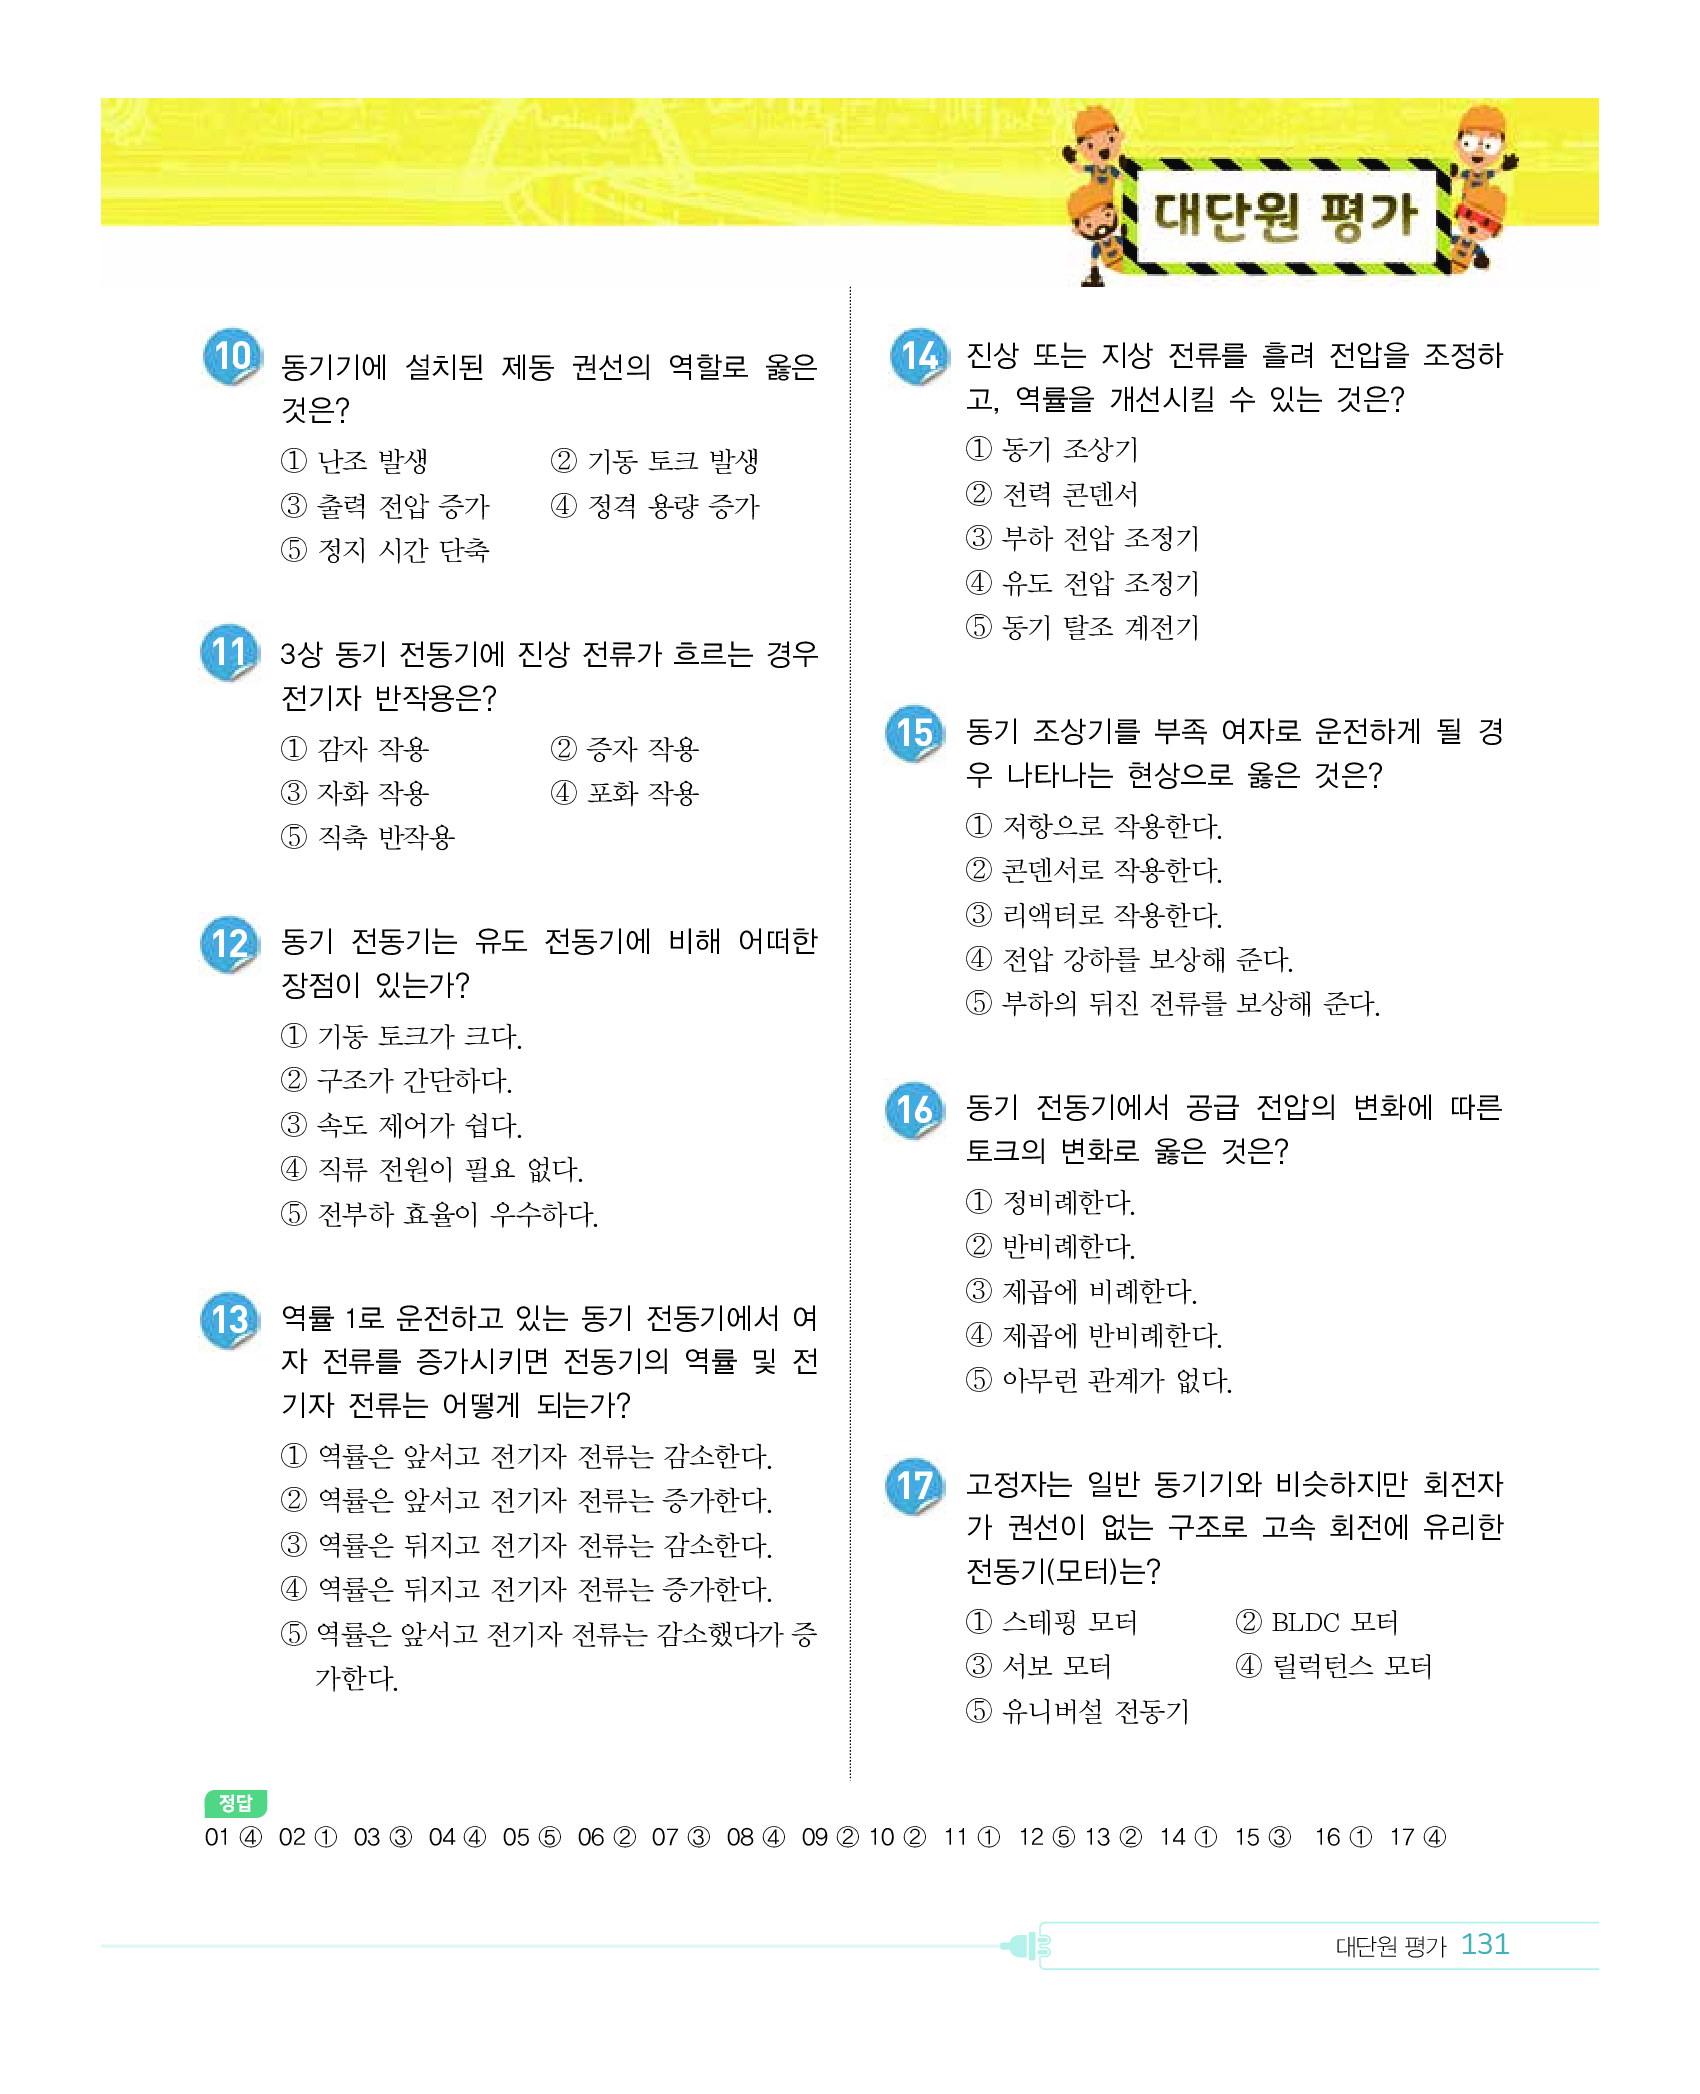 대단원 평가
10 동기기에 설치된 제동 권선의 역할로 옳은
것은?
① 난조 발생 ② 기동 토크 발생
③ 출력 전압 증가 ④ 정격 용량 증가
⑤ 정지 시간 단축
11 3상 동기 전동기에 진상 전류가 흐르는 경우
전기자 반작용은?
① 감자 작용 ② 증자 작용
③ 자화 작용 ④ 포화 작용
⑤ 직축 반작용
12 동기 전동기는 유도 전동기에 비해 어떠한
장점이 있는가?
① 기동 토크가 크다.
② 구조가 간단하다.
③ 속도 제어가 쉽다.
④ 직류 전원이 필요 없다.
⑤ 전부하 효율이 우수하다.
13 역률 1로 운전하고 있는 동기 전동기에서 여
자 전류를 증가시키면 전동기의 역률 및 전
기자 전류는 어떻게 되는가?
① 역률은 앞서고 전기자 전류는 감소한다.
② 역률은 앞서고 전기자 전류는 증가한다.
③ 역률은 뒤지고 전기자 전류는 감소한다.
④ 역률은 뒤지고 전기자 전류는 증가한다.
⑤ 역률은 앞서고 전기자 전류는 감소했다가 증
가한다.
14 진상 또는 지상 전류를 흘려 전압을 조정하
고, 역률을 개선시킬 수 있는 것은?
① 동기 조상기
② 전력 콘덴서
③ 부하 전압 조정기
④ 유도 전압 조정기
⑤ 동기 탈조 계전기
15 동기 조상기를 부족 여자로 운전하게 될 경
우 나타나는 현상으로 옳은 것은?
① 저항으로 작용한다.
② 콘덴서로 작용한다.
③ 리액터로 작용한다.
④ 전압 강하를 보상해 준다.
⑤ 부하의 뒤진 전류를 보상해 준다.
16 동기 전동기에서 공급 전압의 변화에 따른
토크의 변화로 옳은 것은?
① 정비례한다.
② 반비례한다.
③ 제곱에 비례한다.
④ 제곱에 반비례한다.
⑤ 아무런 관계가 없다.
17 고정자는 일반 동기기와 비슷하지만 회전자
가 권선이 없는 구조로 고속 회전에 유리한
전동기(모터)는?
① 스테핑 모터 ② BLDC 모터
③ 서보 모터 ④ 릴럭턴스 모터
⑤ 유니버설 전동기
정답
01 ④ 02 ① 03 ③ 04 ④ 05 ⑤ 06 ② 07 ③ 08 ④ 09 ② 10 ② 11 ① 12 ⑤ 13 ② 14 ① 15 ③ 16 ① 17 ④
대단원 평가 131